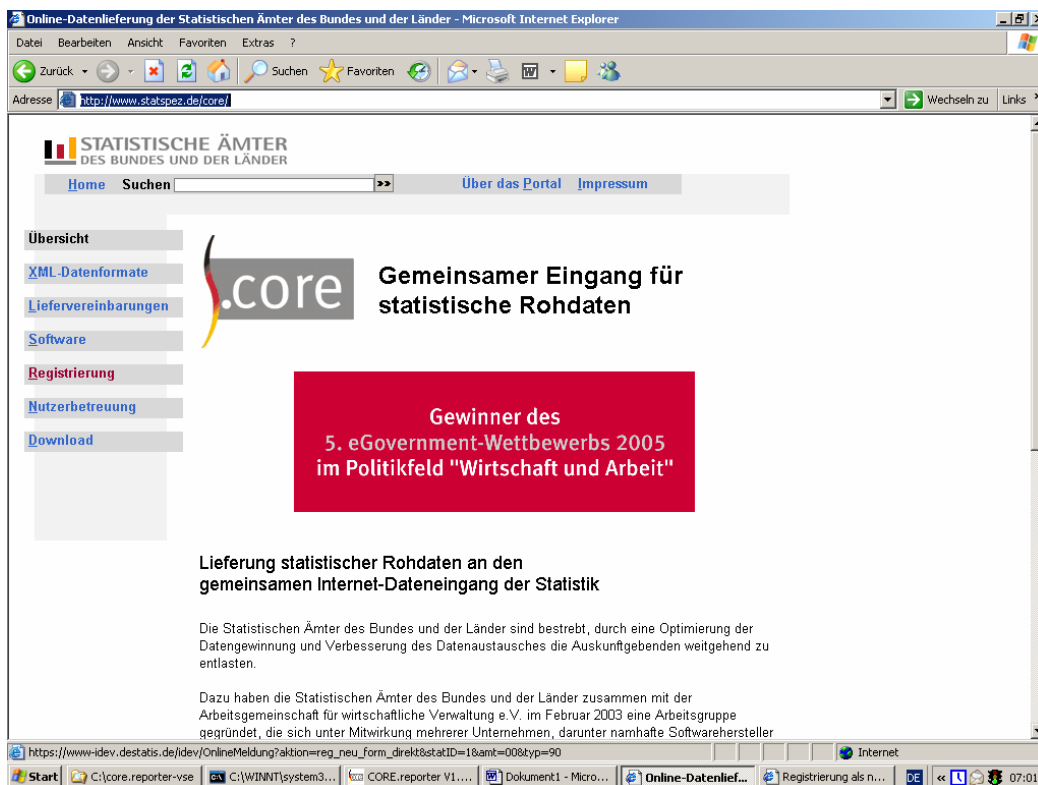 Online-Datenlieferung der Statistischen Ämter des Bundes und der Länder - Microsoft Internet Explorer
Datei Bearbeiten Ansicht Favoriten Extras ?
Zurück Suchen Favoriten
Adresse http://www.statspez.de/core/ Wechseln zu Links
STATISTISCHE ÄMTER
DES BUNDES UND DER LÄNDER
Home Suchen >> Über das Portal Impressum
Übersicht
XML-Datenformate
Liefervereinbarungen
Software
Registrierung
Nutzerbetreuung
Download
.core
Gemeinsamer Eingang für
statistische Rohdaten
Gewinner des
5. eGovernment-Wettbewerbs 2005
im Politikfeld "Wirtschaft und Arbeit"
Lieferung statistischer Rohdaten an den
gemeinsamen Internet-Dateneingang der Statistik
Die Statistischen Ämter des Bundes und der Länder sind bestrebt, durch eine Optimierung der
Datengewinnung und Verbesserung des Datenaustausches die Auskunftgebenden weitgehend zu
entlasten.
Dazu haben die Statistischen Ämter des Bundes und der Länder zusammen mit der
Arbeitsgemeinschaft für wirtschaftliche Verwaltung e.V. im Februar 2003 eine Arbeitsgruppe
gegründet, die sich unter Mitwirkung mehrerer Unternehmen, darunter namhafte Softwarehersteller
https://www-idev.destatis.de/idev/OnlineMeldung?aktion=reg_neu_form_direkt&statID=1&amt=00&typ=90 Internet
Start C:\core.reporter-vse C:\WINNT\system3... CORE.reporter V1.... Dokument1 - Micro... Online-Datenlief... Registrierung als n... DE « 07:01